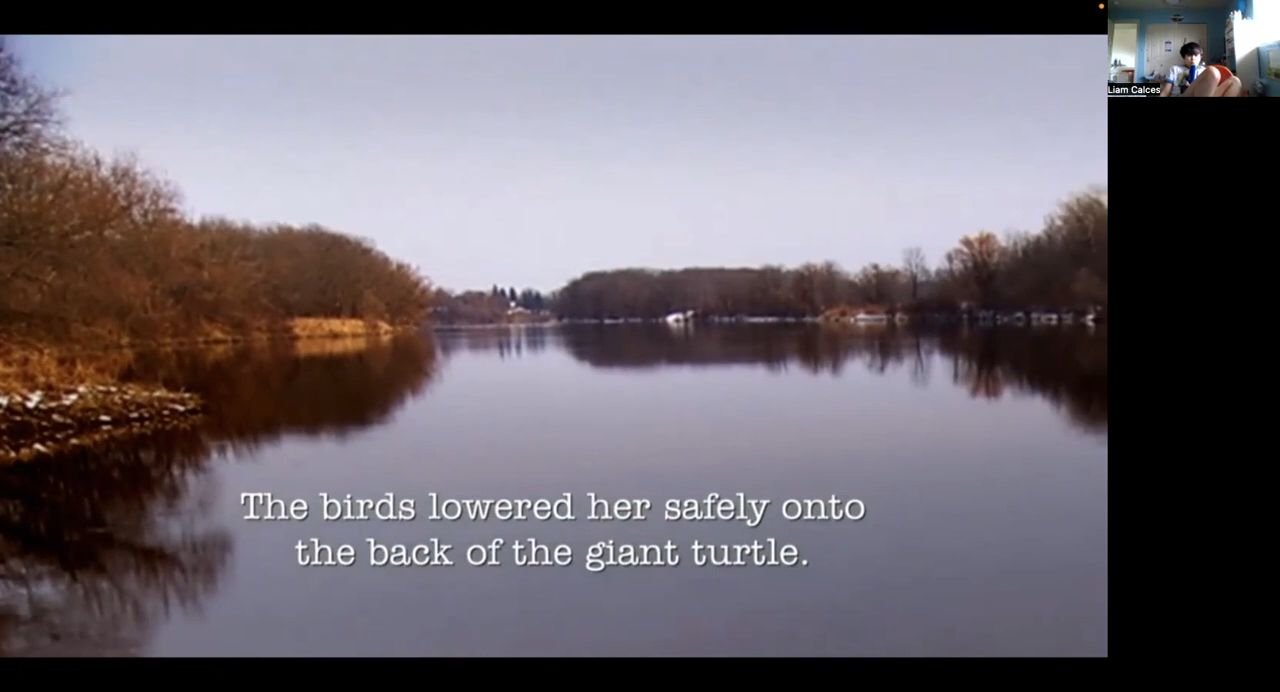 Liam Calces
The birds lowered her safely onto
the back of the giant turtle.